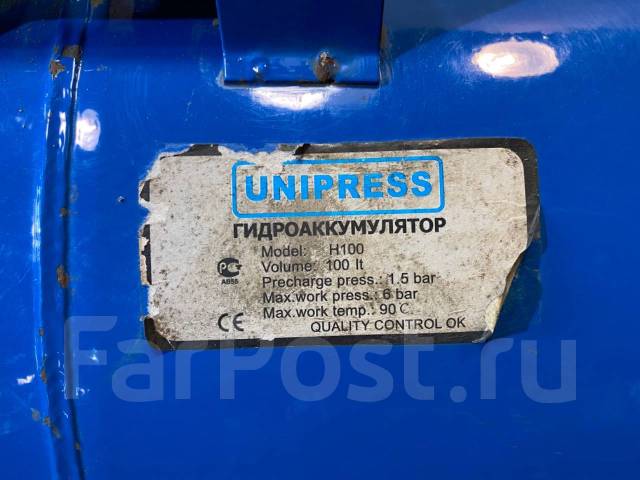 UNIPRESS
ГИДРОАККУМУЛЯТОР
Model: H100
Volume: 100 lt
Precharge press.: 1.5 bar
Max.work press.: 6 bar
Max.work temp.: 90℃
QUALITY CONTROL OK
РСТ
CE
FarPost.ru